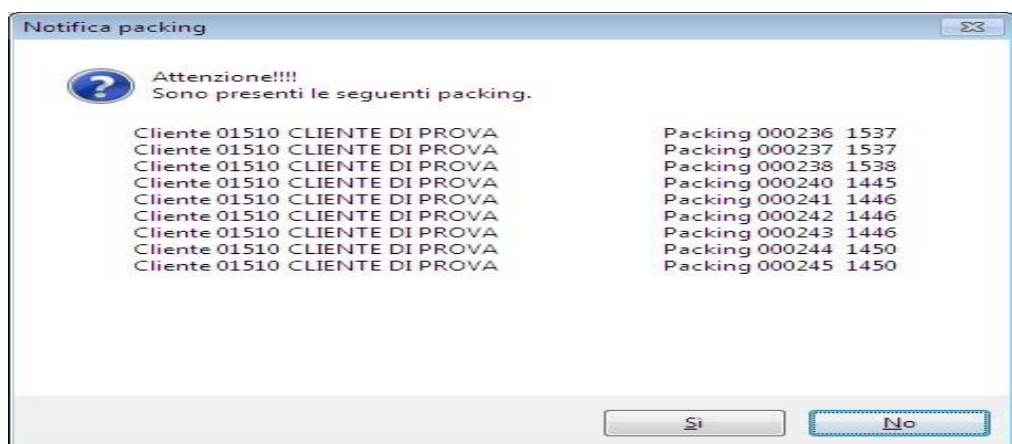 Notifica packing
Attenzione!!!!
Sono presenti le seguenti packing.
Cliente 01510 CLIENTE DI PROVA Packing 000236 1537
Cliente 01510 CLIENTE DI PROVA Packing 000237 1537
Cliente 01510 CLIENTE DI PROVA Packing 000238 1538
Cliente 01510 CLIENTE DI PROVA Packing 000240 1445
Cliente 01510 CLIENTE DI PROVA Packing 000241 1446
Cliente 01510 CLIENTE DI PROVA Packing 000242 1446
Cliente 01510 CLIENTE DI PROVA Packing 000243 1446
Cliente 01510 CLIENTE DI PROVA Packing 000244 1450
Cliente 01510 CLIENTE DI PROVA Packing 000245 1450
Sì No